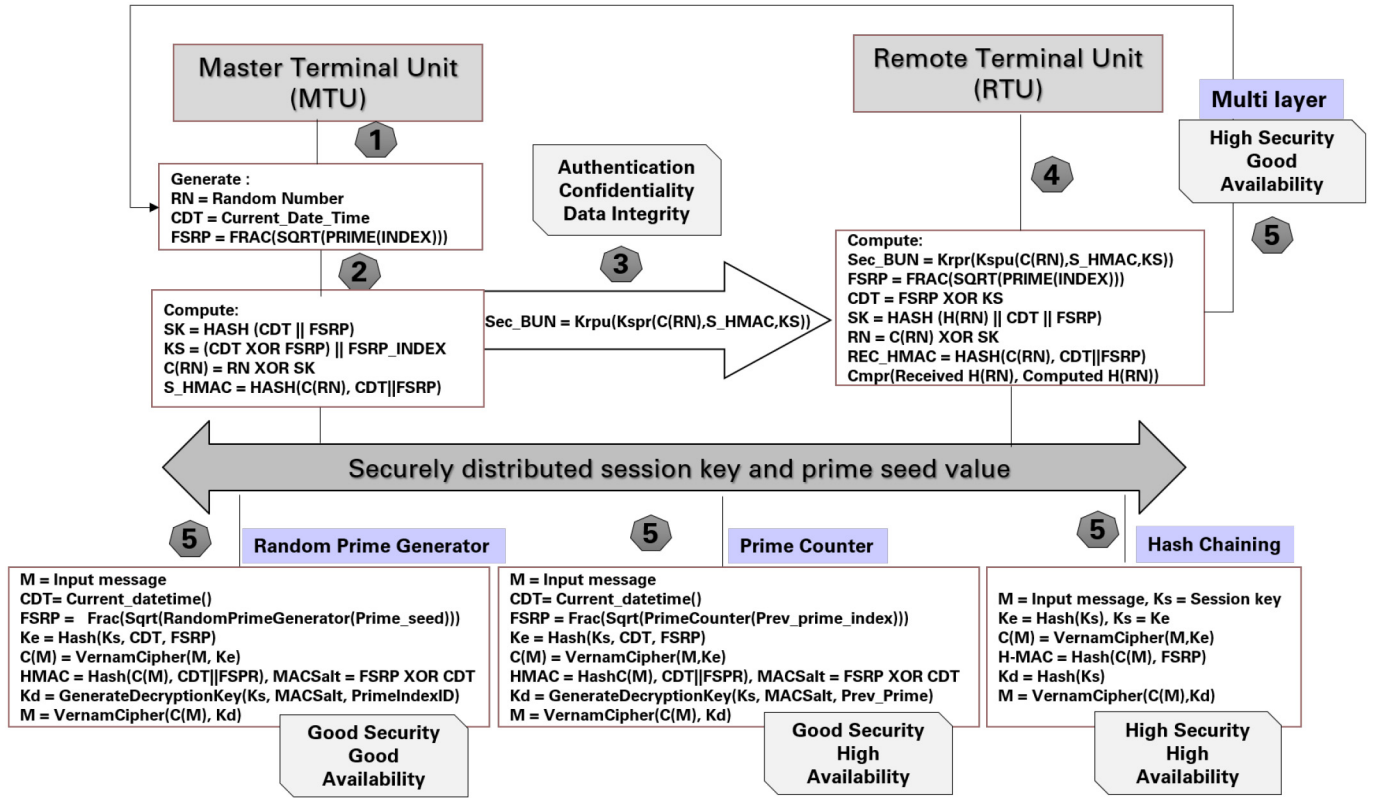 Master Terminal Unit
(MTU)
Remote Terminal Unit
(RTU)
Multi layer
High Security
Good
Availability
1
Generate :
RN = Random Number
CDT = Current_Date_Time
FSRP = FRAC(SQRT(PRIME(INDEX)))
2
Compute:
SK = HASH (CDT || FSRP)
KS = (CDT XOR FSRP) || FSRP_INDEX
C(RN) = RN XOR SK
S_HMAC = HASH(C(RN), CDT||FSRP)
Authentication
Confidentiality
Data Integrity
3
Sec_BUN = Krpu(Kspr(C(RN),S_HMAC,KS))
4
Compute:
Sec_BUN = Krpr(Kspu(C(RN),S_HMAC,KS))
FSRP = FRAC(SQRT(PRIME(INDEX)))
CDT = FSRP XOR KS
SK = HASH (H(RN) || CDT || FSRP)
RN = C(RN) XOR SK
REC_HMAC = HASH(C(RN), CDT||FSRP)
Cmpr(Received H(RN), Computed H(RN))
5
Securely distributed session key and prime seed value
5
Random Prime Generator
M = Input message
CDT= Current_datetime()
FSRP = Frac(Sqrt(RandomPrimeGenerator(Prime_seed)))
Ke = Hash(Ks, CDT, FSRP)
C(M) = VernamCipher(M, Ke)
HMAC = Hash(C(M), CDT||FSPR), MACSalt = FSRP XOR CDT
Kd = GenerateDecryptionKey(Ks, MACSalt, PrimeIndexID)
M = VernamCipher(C(M), Kd)
Good Security
Good
Availability
5
Prime Counter
M = Input message
CDT= Current_datetime()
FSRP = Frac(Sqrt(PrimeCounter(Prev_prime_index)))
Ke = Hash(Ks, CDT, FSRP)
C(M) = VernamCipher(M,Ke)
HMAC = HashC(M), CDT||FSPR), MACSalt = FSRP XOR CDT
Kd = GenerateDecryptionKey(Ks, MACSalt, Prev_Prime)
M = VernamCipher(C(M), Kd)
Good Security
High
Availability
5
Hash Chaining
M = Input message, Ks = Session key
Ke = Hash(Ks), Ks = Ke
C(M) = VernamCipher(M,Ke)
H-MAC = Hash(C(M), FSRP)
Kd = Hash(Ks)
M = VernamCipher(C(M),Kd)
High Security
High
Availability